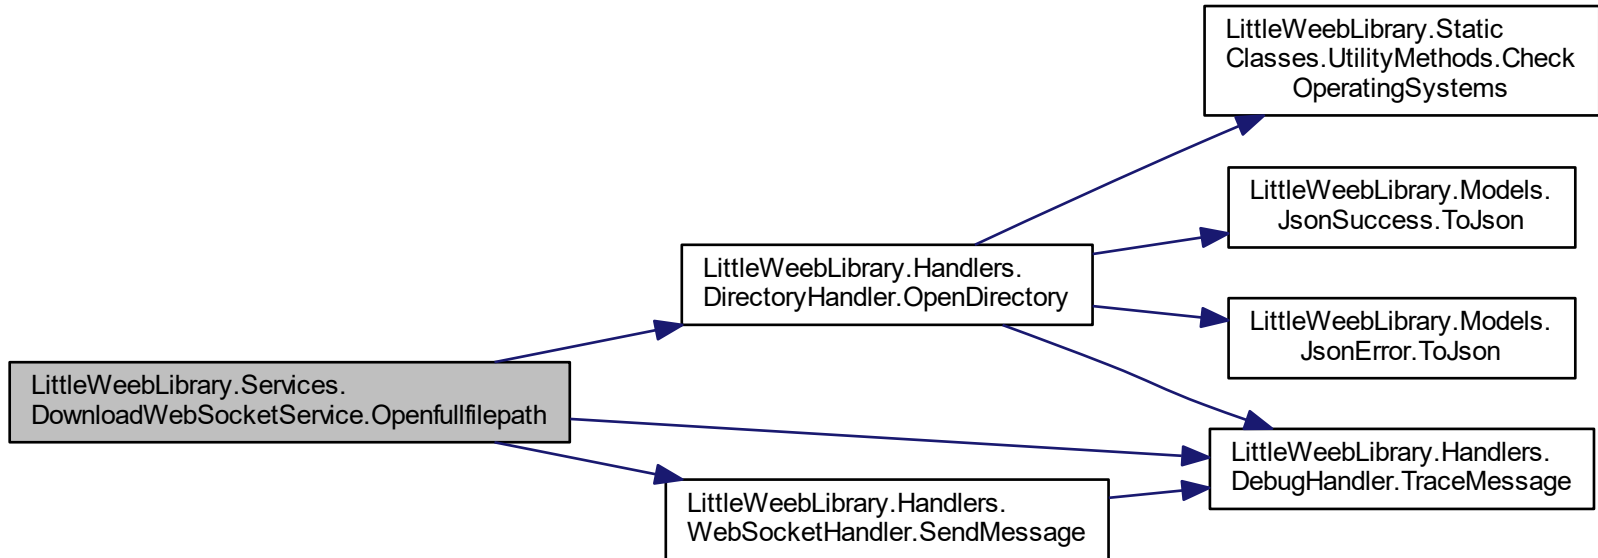 LittleWeebLibrary.Static
Classes.UtilityMethods.Check
OperatingSystems
LittleWeebLibrary.Models.
JsonSuccess.ToJson
LittleWeebLibrary.Handlers.
DirectoryHandler.OpenDirectory
LittleWeebLibrary.Models.
JsonError.ToJson
LittleWeebLibrary.Services.
DownloadWebSocketService.Openfullfilepath
LittleWeebLibrary.Handlers.
DebugHandler.TraceMessage
LittleWeebLibrary.Handlers.
WebSocketHandler.SendMessage